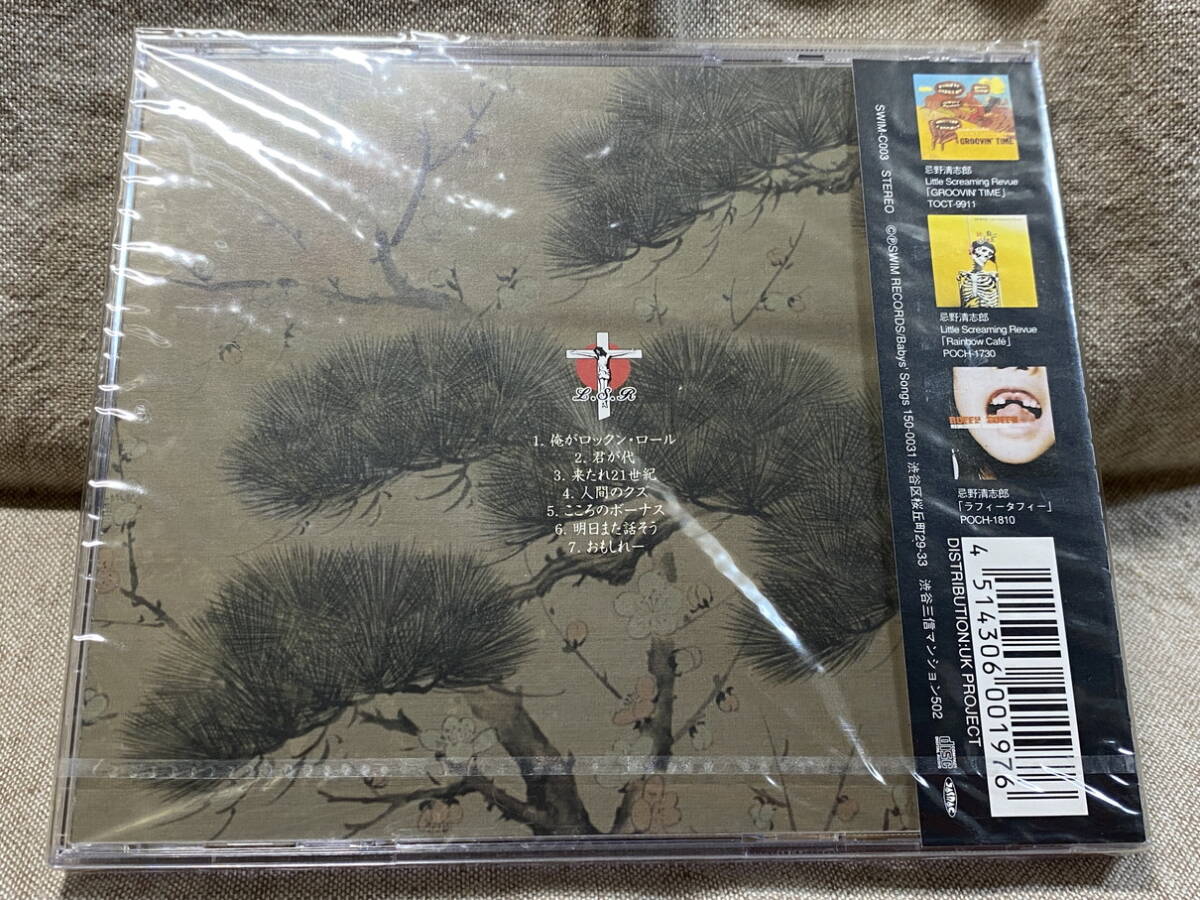 L.S.R
1. 俺がロックン・ロール
2. 君が代
3. 来たれ21世紀
4. 人間のクズ
5. こころのボーナス
6. 明日また話そう
7. おもしれー
SWIM-C003 STEREO ©℗SWIM RECORDS/Babys' Songs 150-0031 渋谷区桜丘町29-33 渋谷三信マンション502
GROOVIN' TIME
忌野清志郎
Little Screaming Revue
「GROOVIN' TIME」
TOCT-9911
忌野清志郎
Little Screaming Revue
「Rainbow Café」
POCH-1730
RUFFY TUFFY
忌野清志郎
「ラフィータフィー」
POCH-1810
DISTRIBUTION:UK PROJECT
4 514306 001976
disc
JASRAC